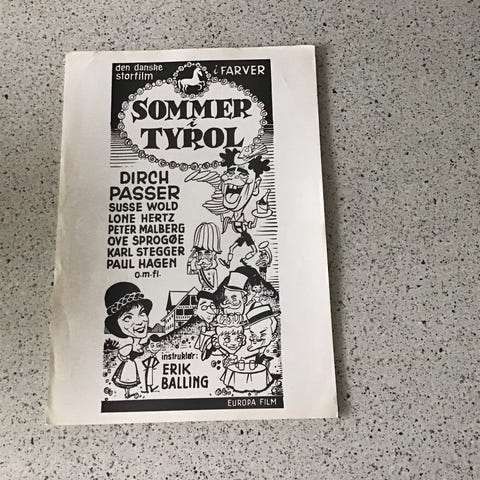 den danske
storfilm
i FARVER
SOMMER
i
TYROL
DIRCH
PASSER
SUSSE WOLD
LONE HERTZ
PETER MALBERG
OVE SPROGØE
KARL STEGGER
PAUL HAGEN
o.m.fl.
instruktør:
ERIK
BALLING
EUROPA FILM